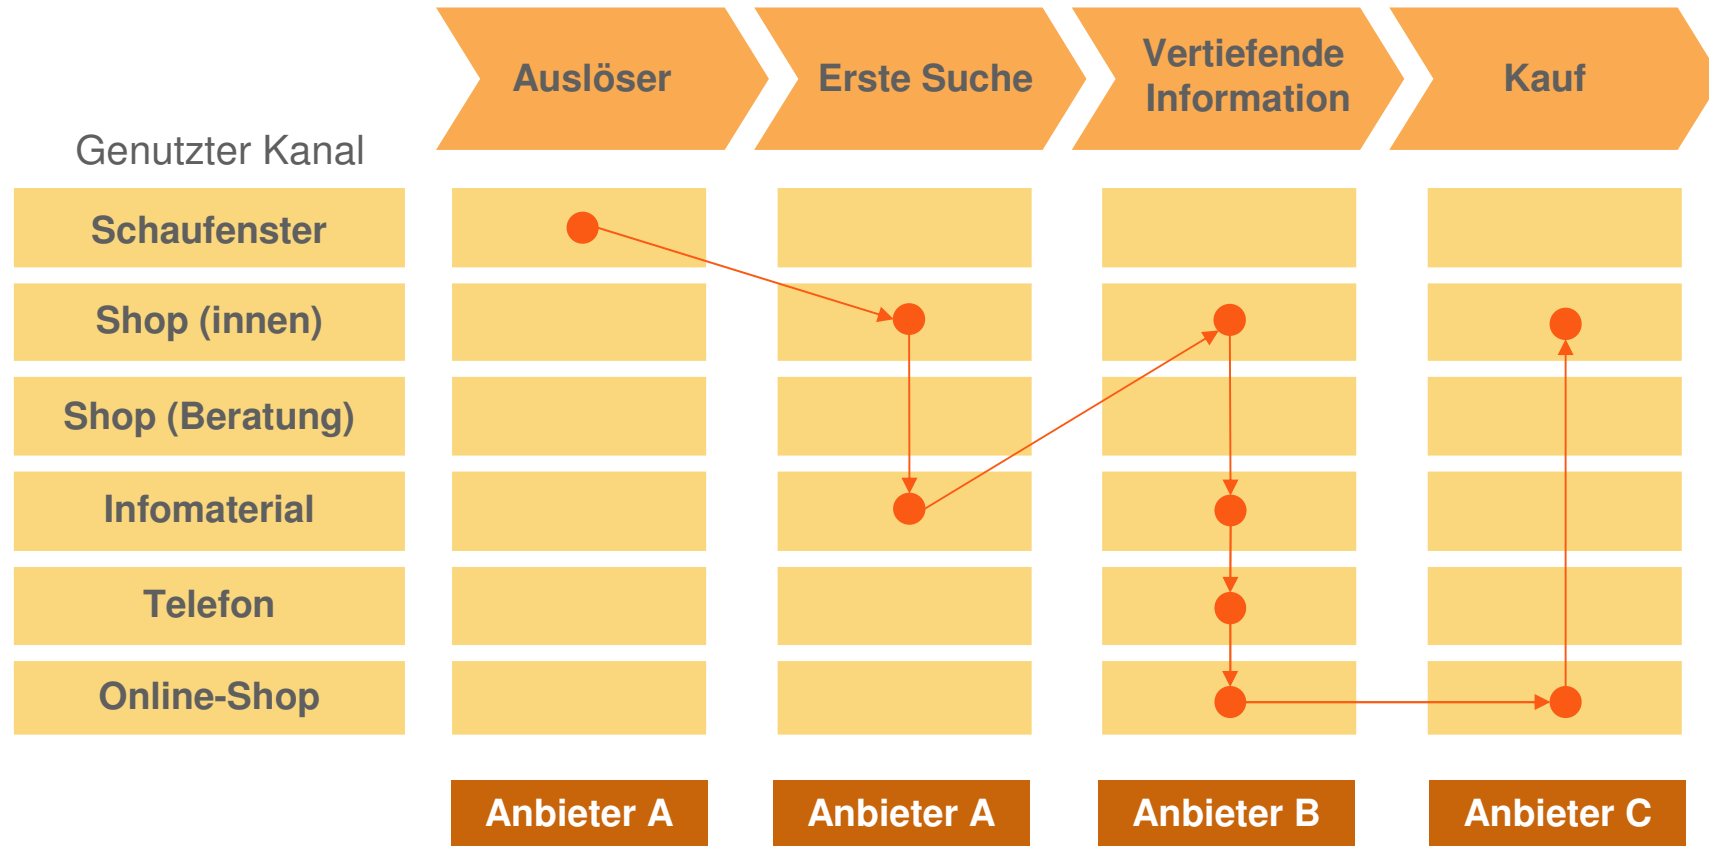 Auslöser
Erste Suche
Vertiefende
Information
Kauf
Genutzter Kanal
Schaufenster
Shop (innen)
Shop (Beratung)
Infomaterial
Telefon
Online-Shop
Anbieter A
Anbieter A
Anbieter B
Anbieter C